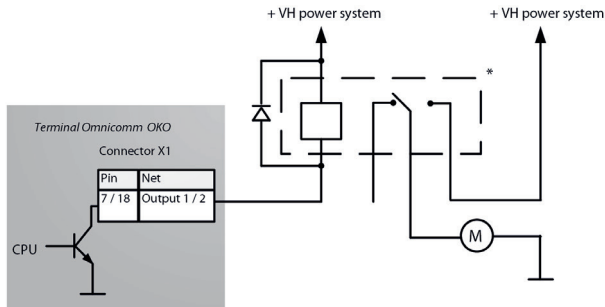 + VH power system
+ VH power system
*
Terminal Omnicomm OKO
Connector X1
Pin Net
7 / 18 Output 1 / 2
CPU
M